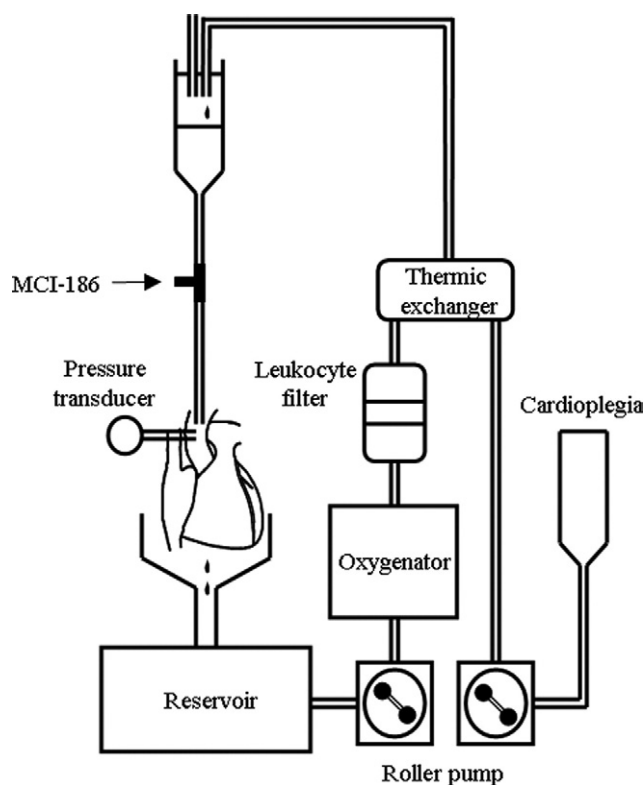 Thermic
exchanger
MCI-186
Pressure
transducer
Leukocyte
filter
Cardioplegia
Oxygenator
Reservoir
Roller pump